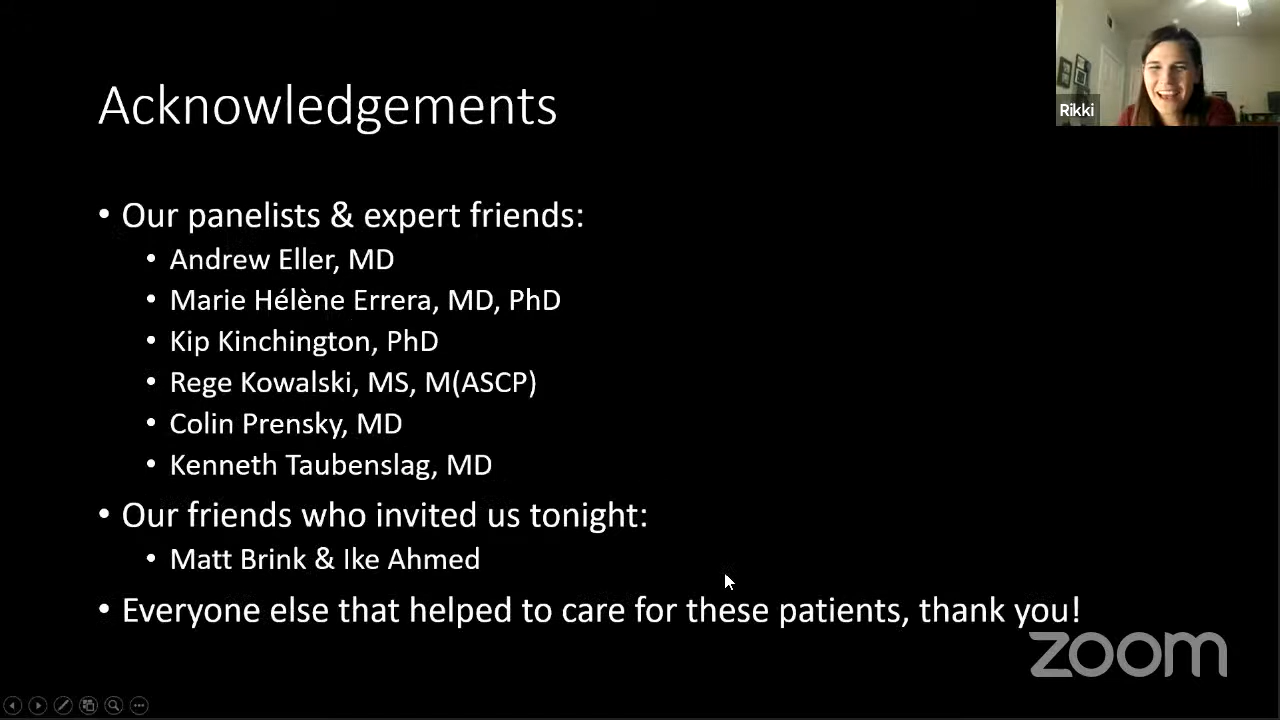 Acknowledgements
Rikki
• Our panelists & expert friends:
• Andrew Eller, MD
• Marie Hélène Errera, MD, PhD
• Kip Kinchington, PhD
• Rege Kowalski, MS, M(ASCP)
• Colin Prensky, MD
• Kenneth Taubenslag, MD
• Our friends who invited us tonight:
• Matt Brink & Ike Ahmed
• Everyone else that helped to care for these patients, thank you!
zoom